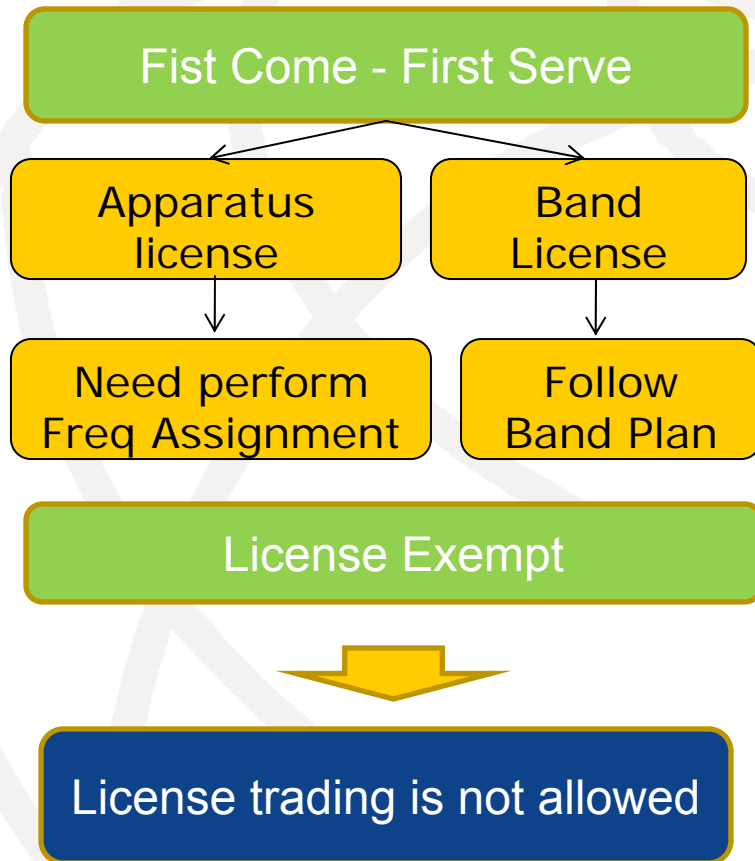 Fist Come - First Serve
Apparatus
license
Band
License
Need perform
Freq Assignment
Follow
Band Plan
License Exempt
License trading is not allowed